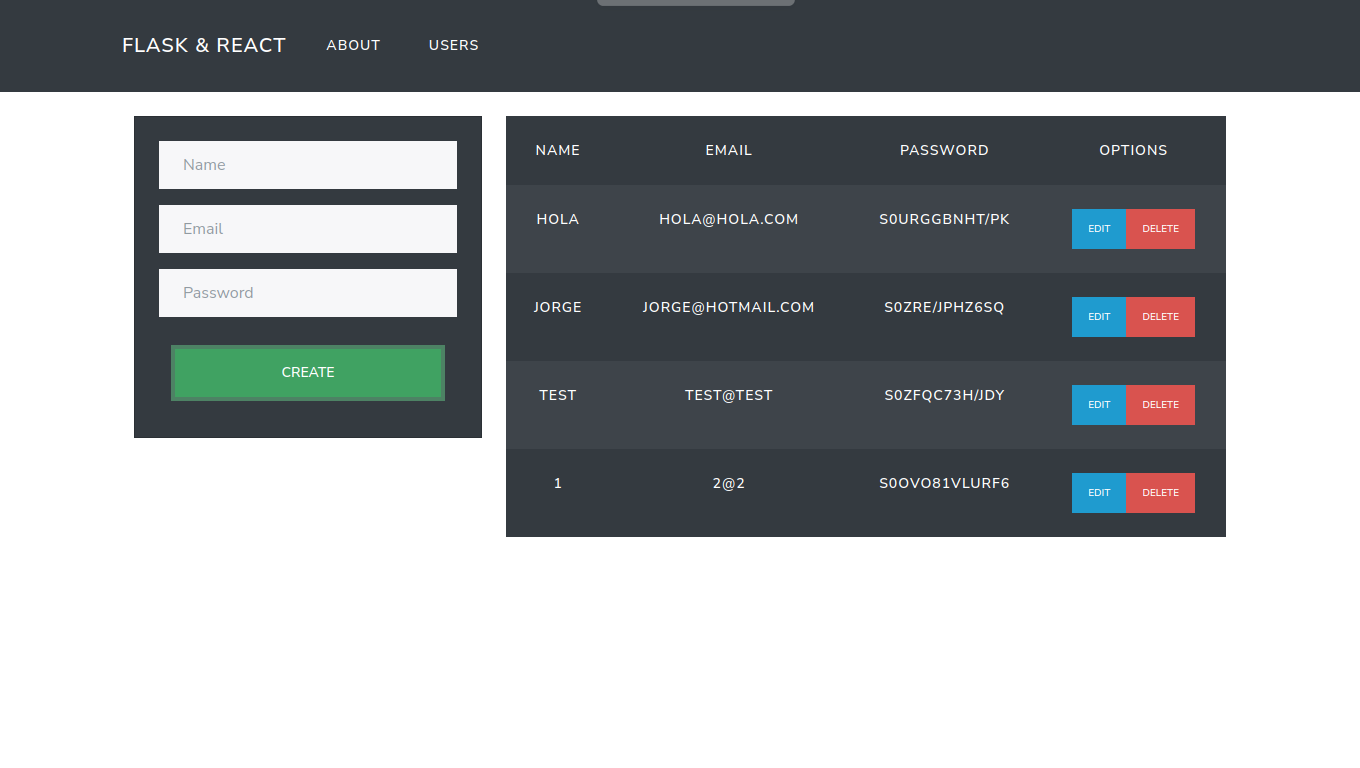 FLASK & REACT ABOUT USERS
Name
Email
Password
CREATE
NAME EMAIL PASSWORD OPTIONS
HOLA HOLA@HOLA.COM S0URGGBNHT/PK EDIT DELETE
JORGE JORGE@HOTMAIL.COM S0ZRE/JPHZ6SQ EDIT DELETE
TEST TEST@TEST S0ZFQC73H/JDY EDIT DELETE
1 2@2 S0OVO81VLURF6 EDIT DELETE